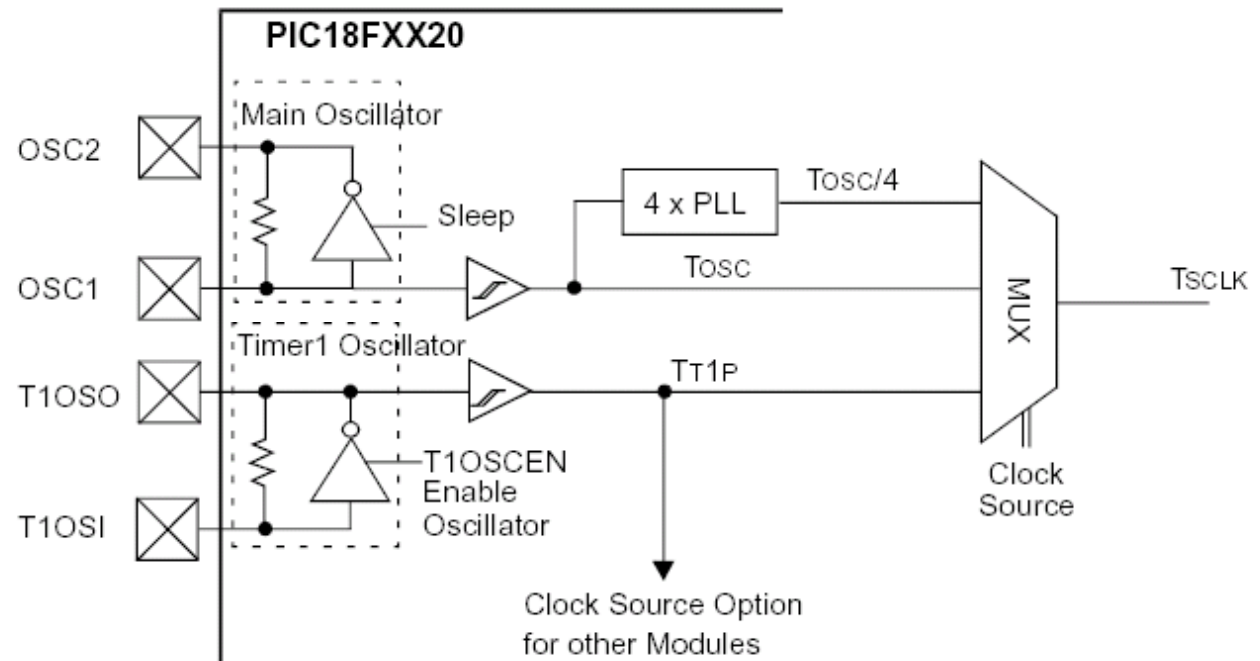 PIC18FXX20
Main Oscillator
OSC2
Sleep
4 x PLL
TOSC/4
OSC1
TOSC
MUX
TSCLK
Timer1 Oscillator
T1OSO
TT1P
T1OSCEN
Enable
Oscillator
T1OSI
Clock
Source
Clock Source Option
for other Modules